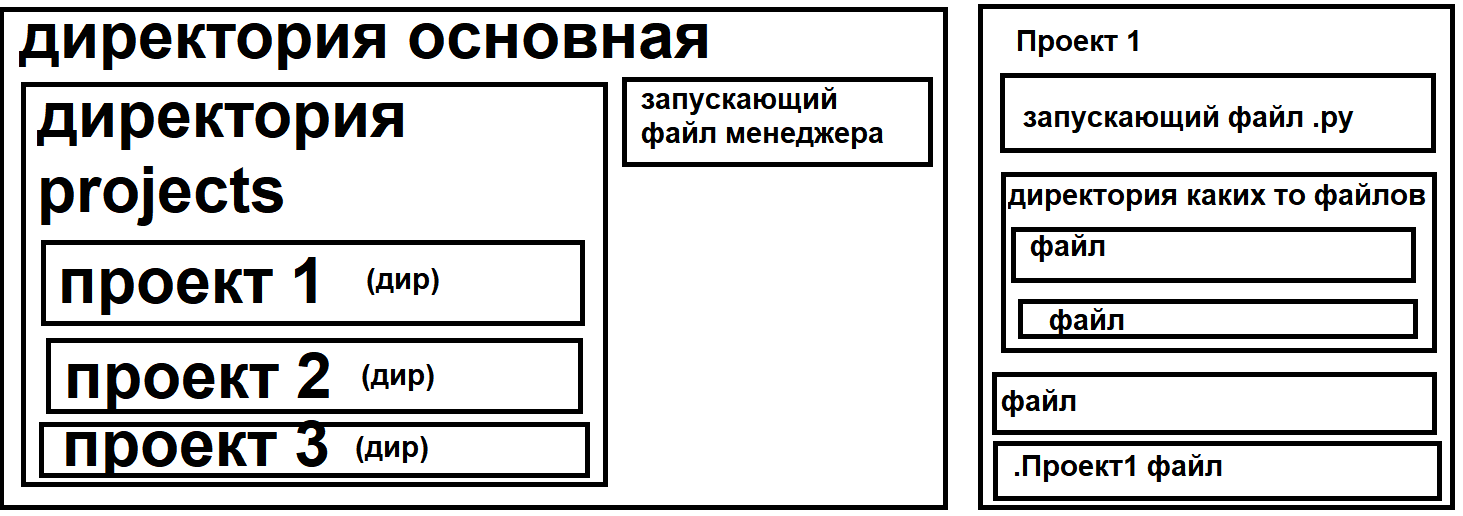 директория основная
директория
projects
проект 1 (дир)
проект 2 (дир)
проект 3 (дир)
запускающий
файл менеджера
Проект 1
запускающий файл .py
директория каких то файлов
файл
файл
файл
.Проект1 файл